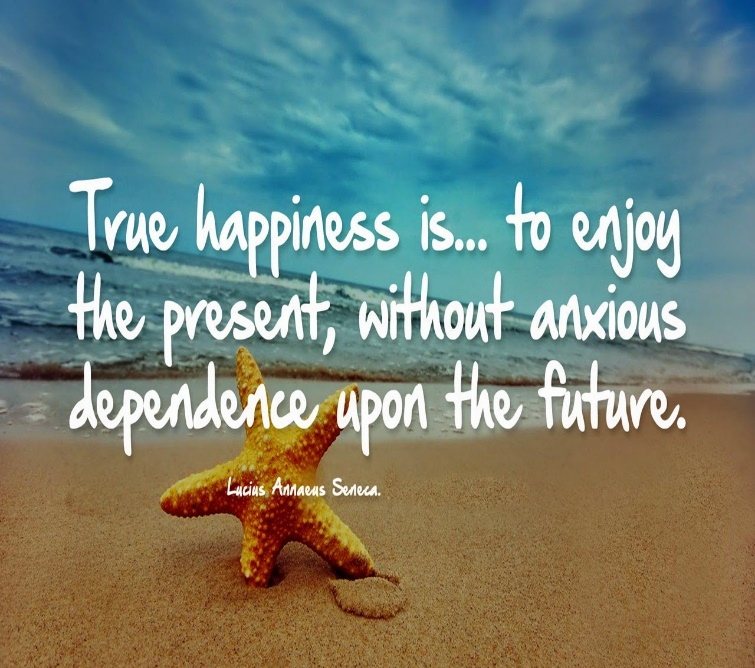 True happiness is... to enjoy
the present, without anxious
dependence upon the future.
Lucius Annaeus Seneca.